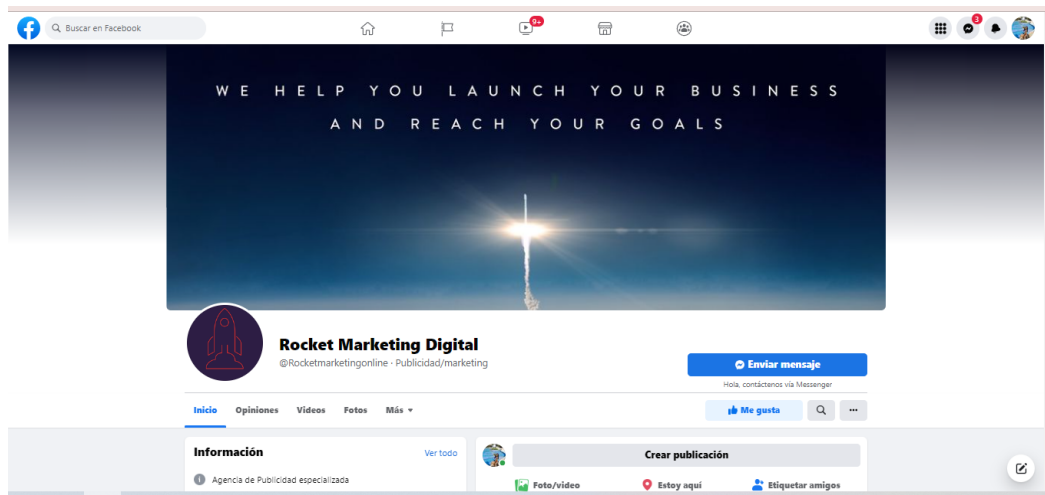 Buscar en Facebook
9+
3
WE HELP YOU LAUNCH YOUR BUSINESS
AND REACH YOUR GOALS
Rocket Marketing Digital
@Rocketmarketingonline · Publicidad/marketing
Enviar mensaje
Hola, contáctenos vía Messenger
Inicio Opiniones Videos Fotos Más
Me gusta
Información Ver todo
Agencia de Publicidad especializada
Crear publicación
Foto/video Estoy aquí Etiquetar amigos